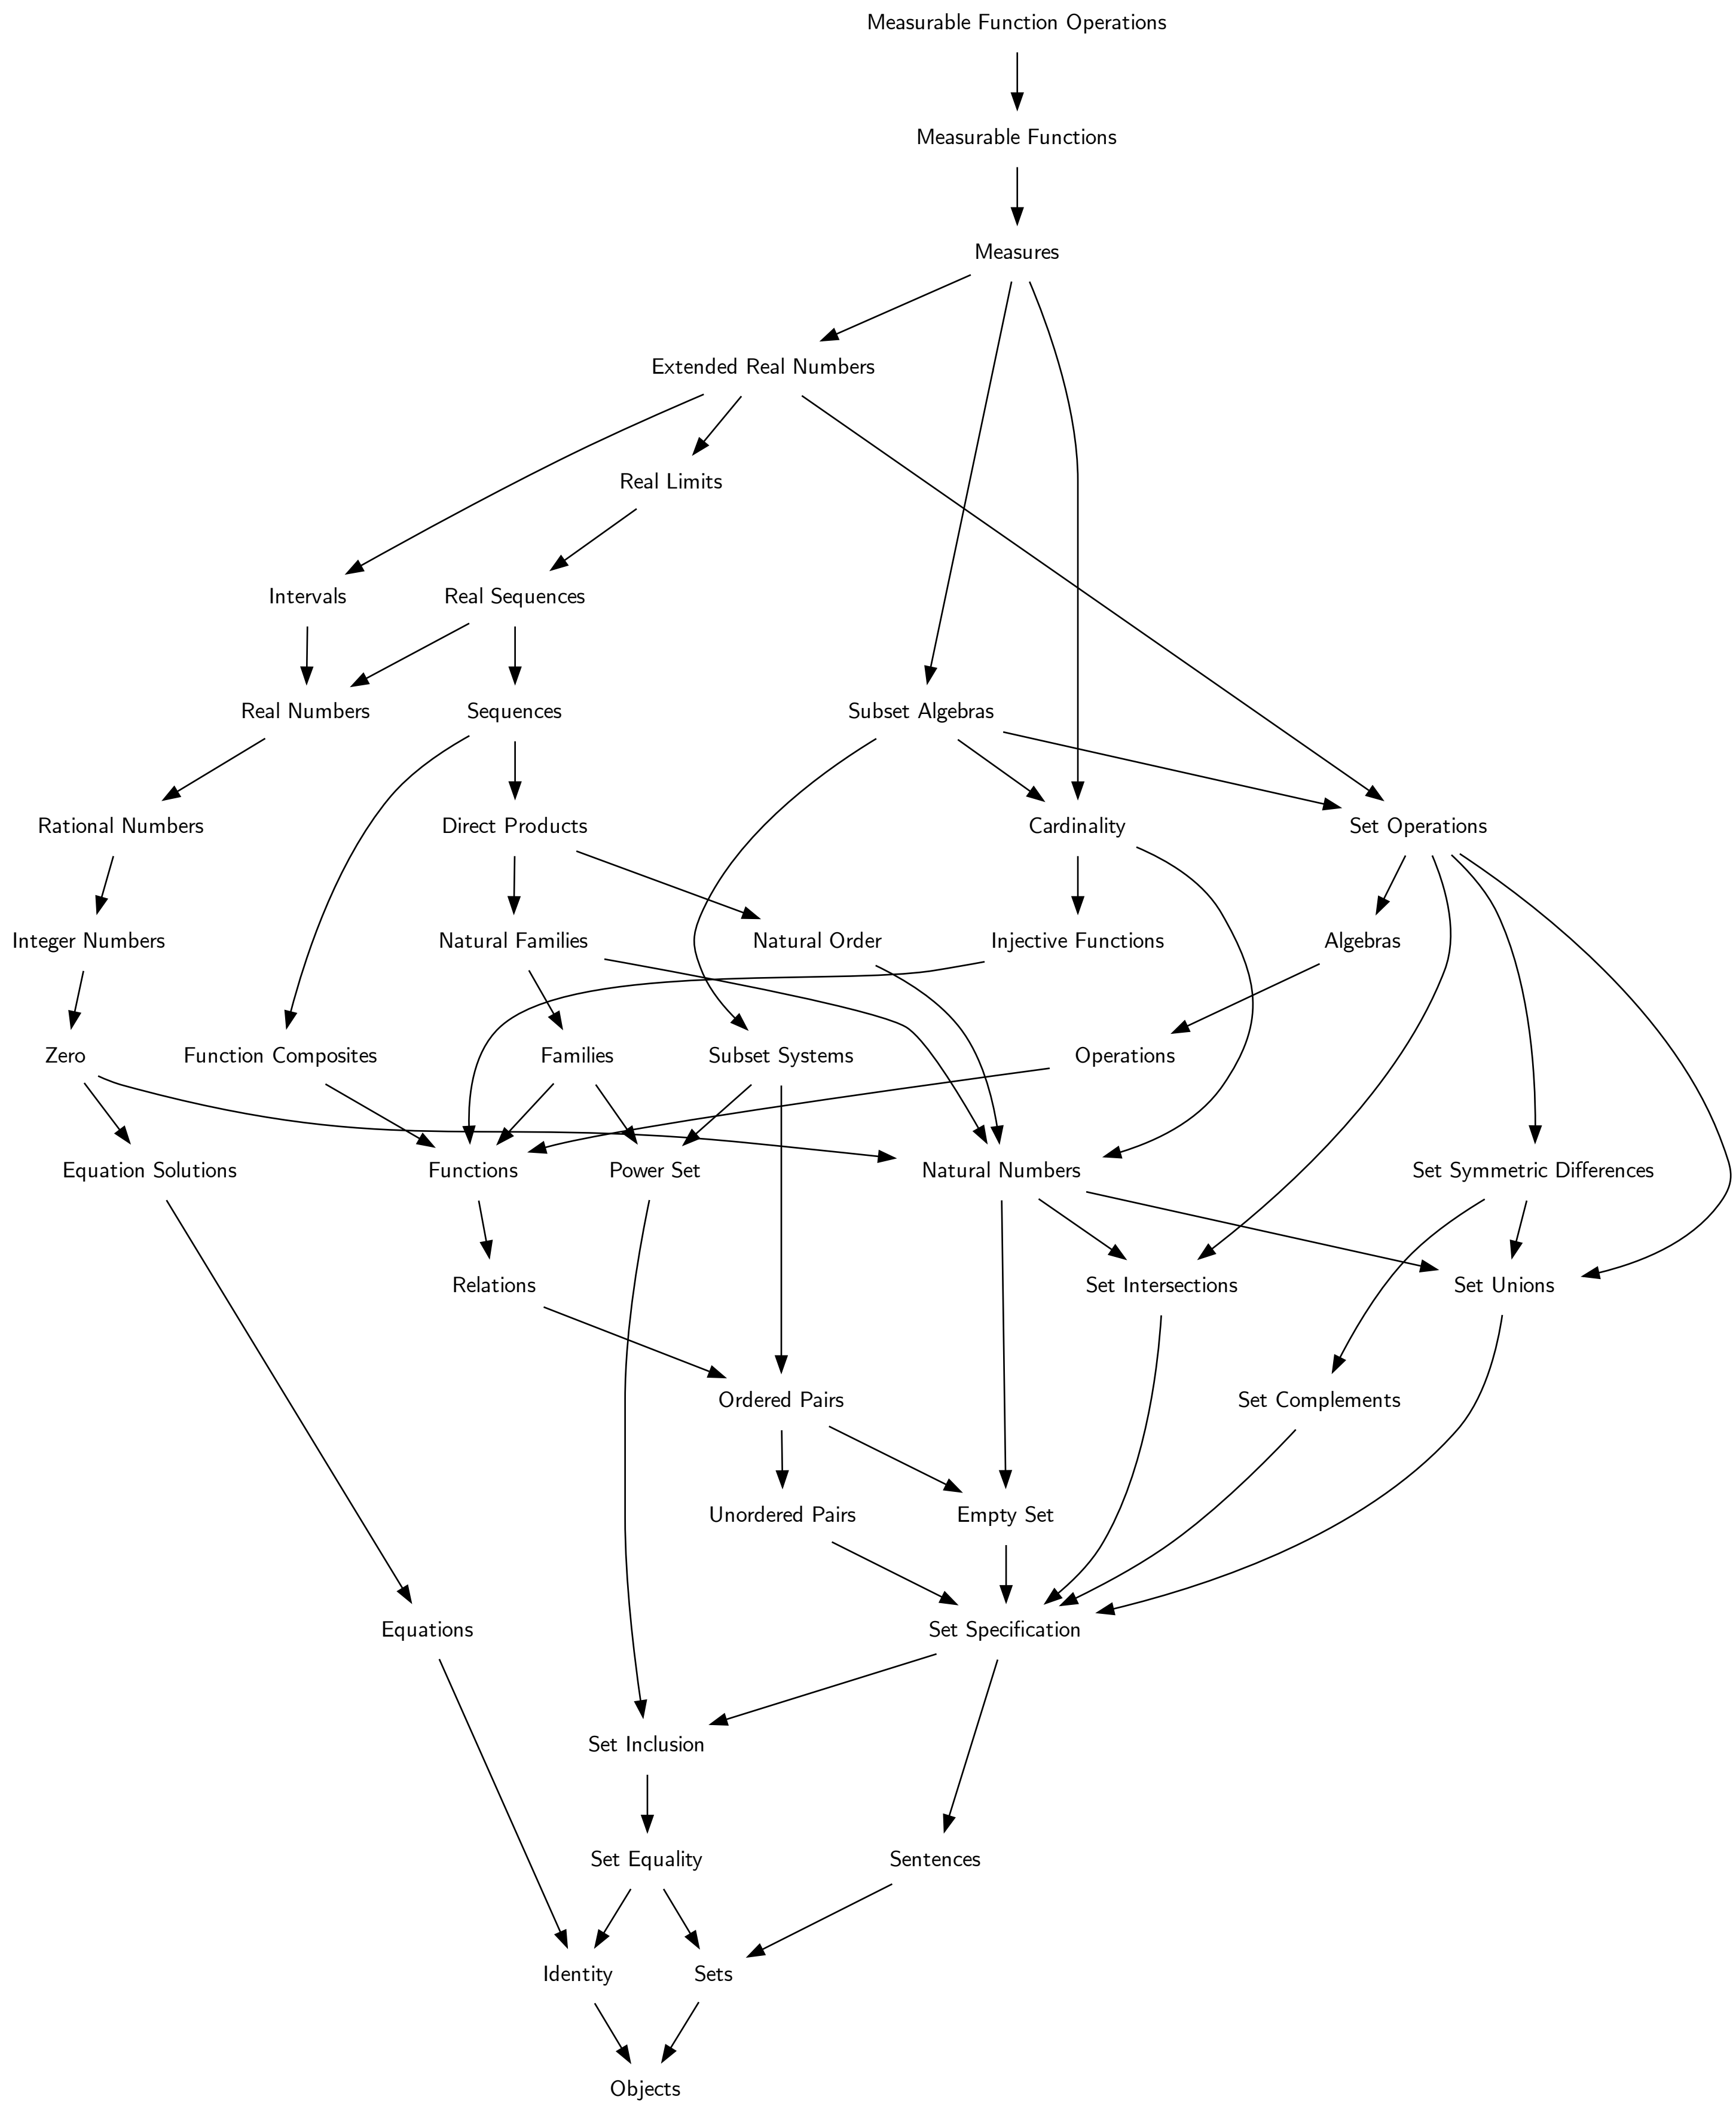 Measurable Function Operations
Measurable Functions
Measures
Extended Real Numbers
Real Limits
Intervals
Real Sequences
Real Numbers
Sequences
Subset Algebras
Rational Numbers
Direct Products
Cardinality
Set Operations
Integer Numbers
Natural Families
Natural Order
Injective Functions
Algebras
Zero
Function Composites
Families
Subset Systems
Operations
Equation Solutions
Functions
Power Set
Natural Numbers
Set Symmetric Differences
Relations
Set Intersections
Set Unions
Ordered Pairs
Set Complements
Unordered Pairs
Empty Set
Equations
Set Specification
Set Inclusion
Set Equality
Sentences
Identity
Sets
Objects